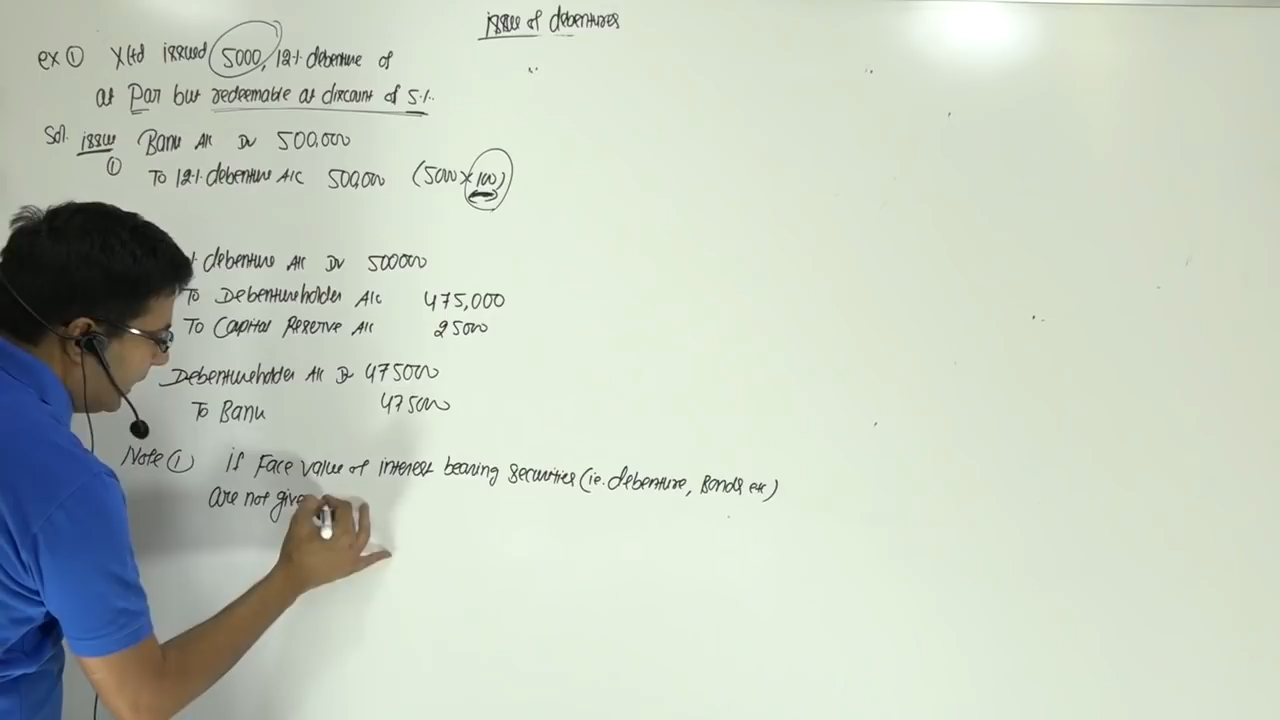 issue of debentures
ex ① X Ltd issued 5000, 12% debenture of
at Par but redeemable at discount of 5%.
Sol. issue Bank A/c Dr 500,000
① To 12% debenture A/C 500,000 (5000 × 100)
% debenture A/c Dr 500000
To Debentureholder A/c 475,000
To Capital Reserve A/c 25000
Debentureholder A/c Dr 475000
To Bank 475000
Note ① if Face value of interest bearing securities (ie. debenture, Bonds etc)
are not give